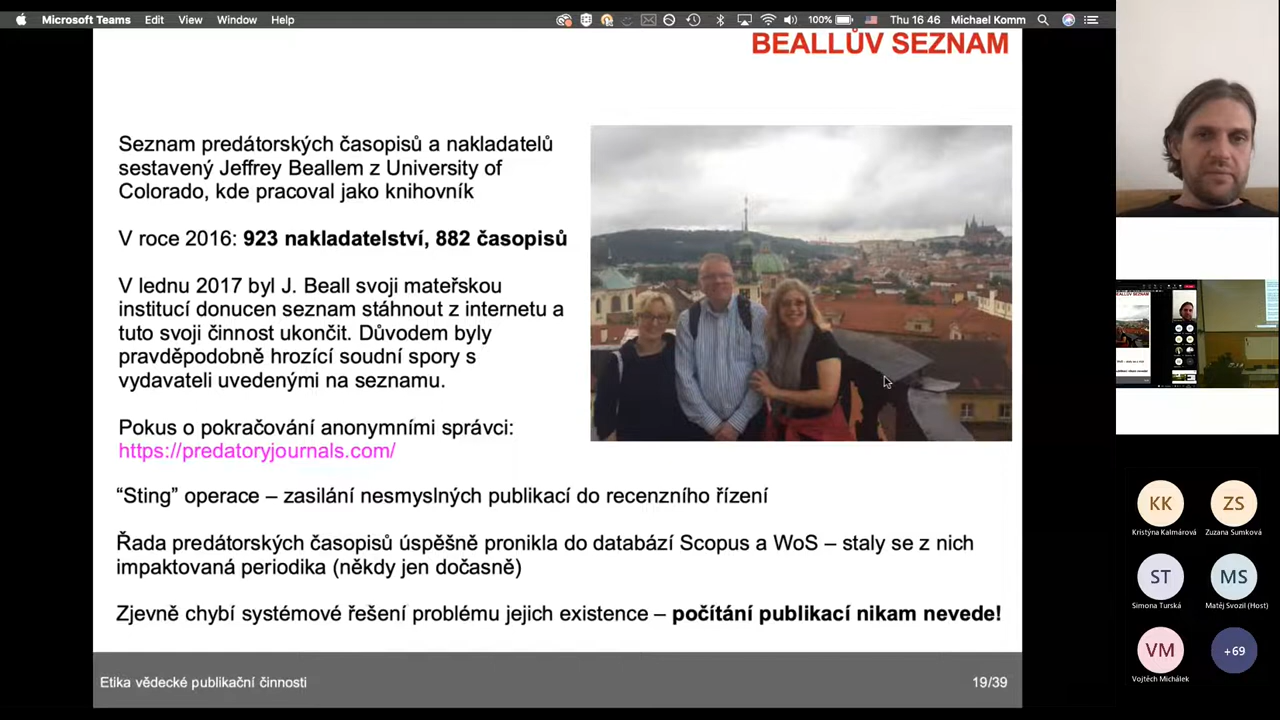 Microsoft Teams Edit View Window Help
100% Thu 16 46 Michael Komm
BEALLŮV SEZNAM
Seznam predátorských časopisů a nakladatelů
sestavený Jeffrey Beallem z University of
Colorado, kde pracoval jako knihovník
V roce 2016: 923 nakladatelství, 882 časopisů
V lednu 2017 byl J. Beall svoji mateřskou
institucí donucen seznam stáhnout z internetu a
tuto svoji činnost ukončit. Důvodem byly
pravděpodobně hrozící soudní spory s
vydavateli uvedenými na seznamu.
Pokus o pokračování anonymními správci:
https://predatoryjournals.com/
“Sting” operace – zasilání nesmyslných publikací do recenzního řízení
Řada predátorských časopisů úspěšně pronikla do databází Scopus a WoS – staly se z nich
impaktovaná periodika (někdy jen dočasně)
Zjevně chybí systémové řešení problému jejich existence – počítání publikací nikam nevede!
Etika vědecké publikační činnosti
19/39
BEALLŮV SEZNAM
KK
Kristýna Kalmárová
ZS
Zuzana Sumková
ST
Simona Turská
MS
Matěj Svozil (Host)
VM
Vojtěch Michálek
+69